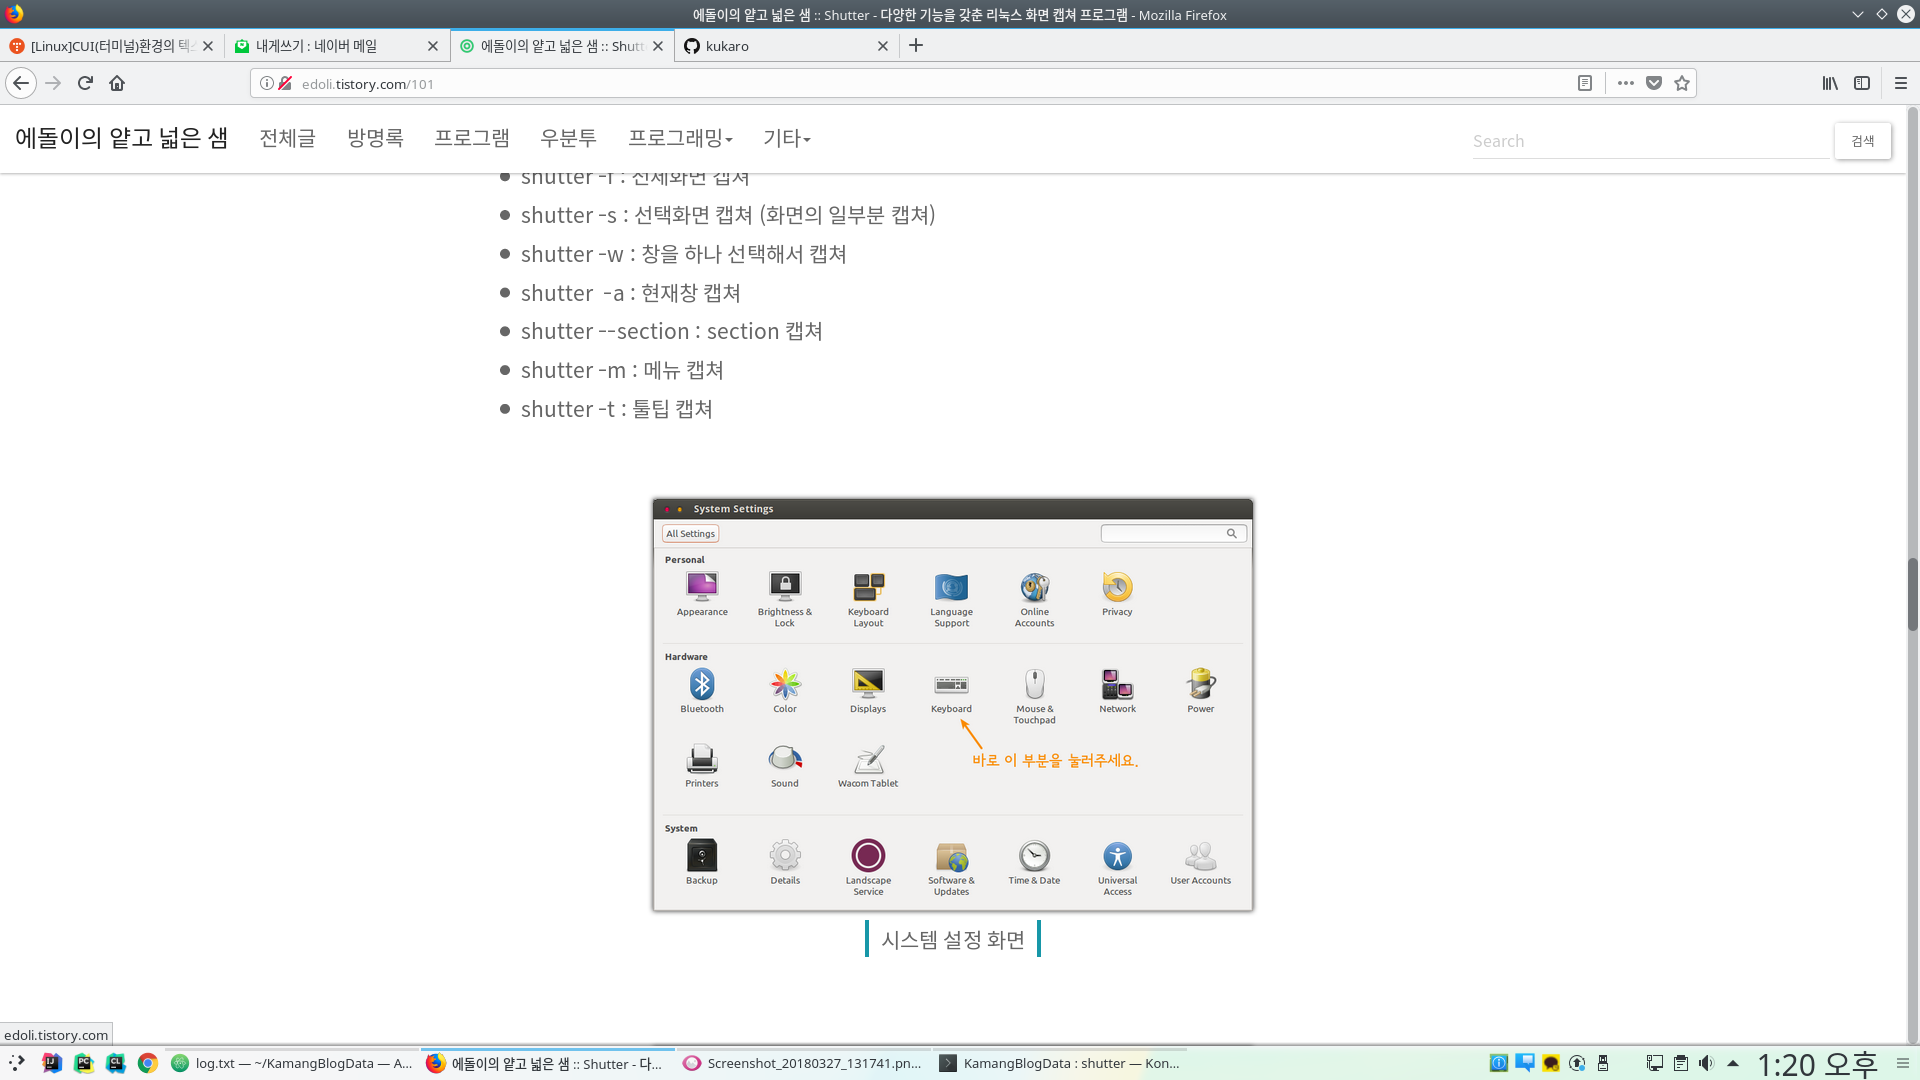 에돌이의 얕고 넓은 샘 :: Shutter - 다양한 기능을 갖춘 리눅스 화면 캡쳐 프로그램 - Mozilla Firefox
[Linux]CUI(터미널)환경의 텍
내게쓰기 : 네이버 메일
에돌이의 얕고 넓은 샘 :: Shutt
kukaro
edoli.tistory.com/101
에돌이의 얕고 넓은 샘
전체글
방명록
프로그램
우분투
프로그래밍
기타
Search
검색
shutter -f : 전체화면 캡쳐
shutter -s : 선택화면 캡쳐 (화면의 일부분 캡쳐)
shutter -w : 창을 하나 선택해서 캡쳐
shutter  -a : 현재창 캡쳐
shutter --section : section 캡쳐
shutter -m : 메뉴 캡쳐
shutter -t : 툴팁 캡쳐
System Settings
All Settings
Personal
Appearance
Brightness &
Lock
Keyboard
Layout
Language
Support
Online
Accounts
Privacy
Hardware
Bluetooth
Color
Displays
Keyboard
Mouse &
Touchpad
Network
Power
바로 이 부분을 눌러주세요.
Printers
Sound
Wacom Tablet
System
Backup
Details
Landscape
Service
Software &
Updates
Time & Date
Universal
Access
User Accounts
시스템 설정 화면
edoli.tistory.com
log.txt — ~/KamangBlogData — A...
에돌이의 얕고 넓은 샘 :: Shutter - 다...
Screenshot_20180327_131741.pn...
KamangBlogData : shutter — Kon...
1:20 오후